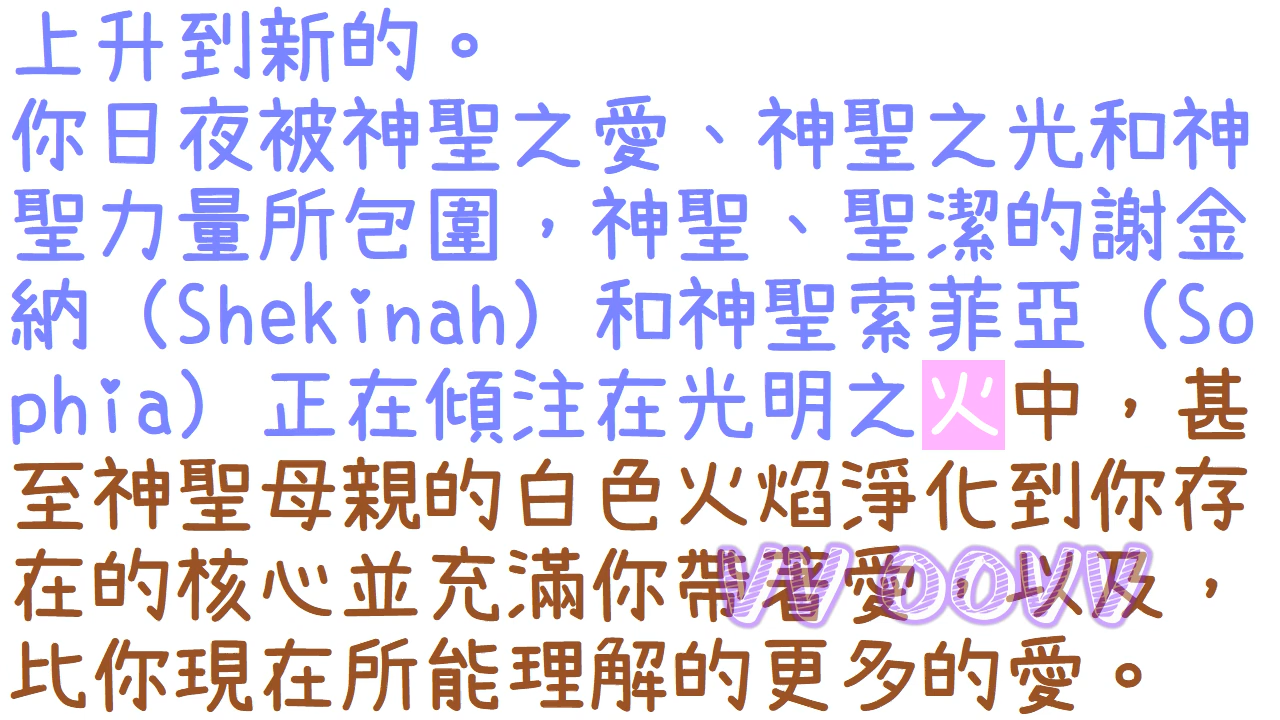 上升到新的。
你日夜被神聖之愛、神聖之光和神
聖力量所包圍，神聖、聖潔的謝金
納（Shekinah）和神聖索菲亞（So
phia）正在傾注在光明之火中，甚
至神聖母親的白色火焰淨化到你存
在的核心並充滿你帶著愛，以及，
比你現在所能理解的更多的愛。
VV OOVV